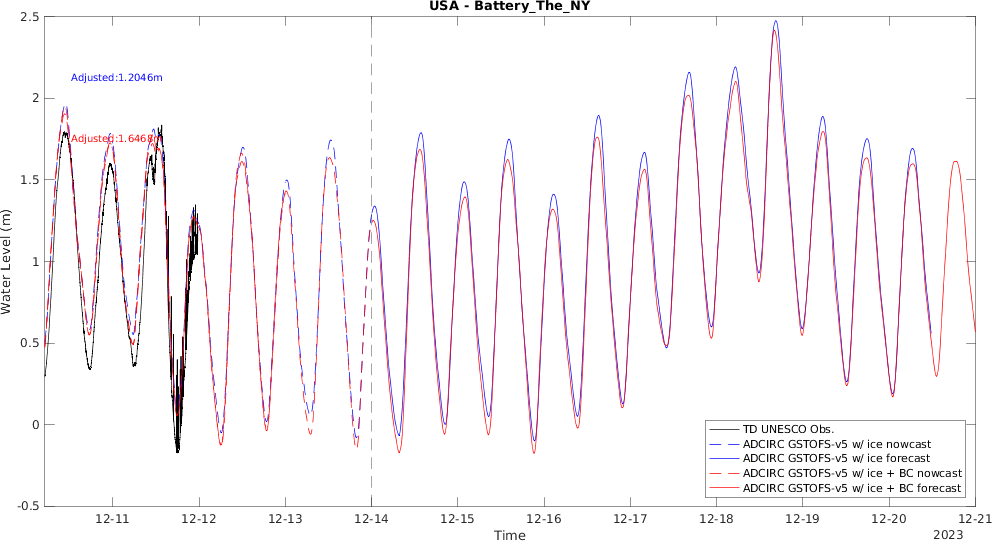 USA - Battery_The_NY
2.5
2
1.5
1
0.5
0
-0.5
Water Level (m)
Adjusted:1.2046m
Adjusted:1.6468m
TD UNESCO Obs.
ADCIRC GSTOFS-v5 w/ ice nowcast
ADCIRC GSTOFS-v5 w/ ice forecast
ADCIRC GSTOFS-v5 w/ ice + BC nowcast
ADCIRC GSTOFS-v5 w/ ice + BC forecast
12-11 12-12 12-13 12-14 12-15 12-16 12-17 12-18 12-19 12-20 12-21
Time
2023